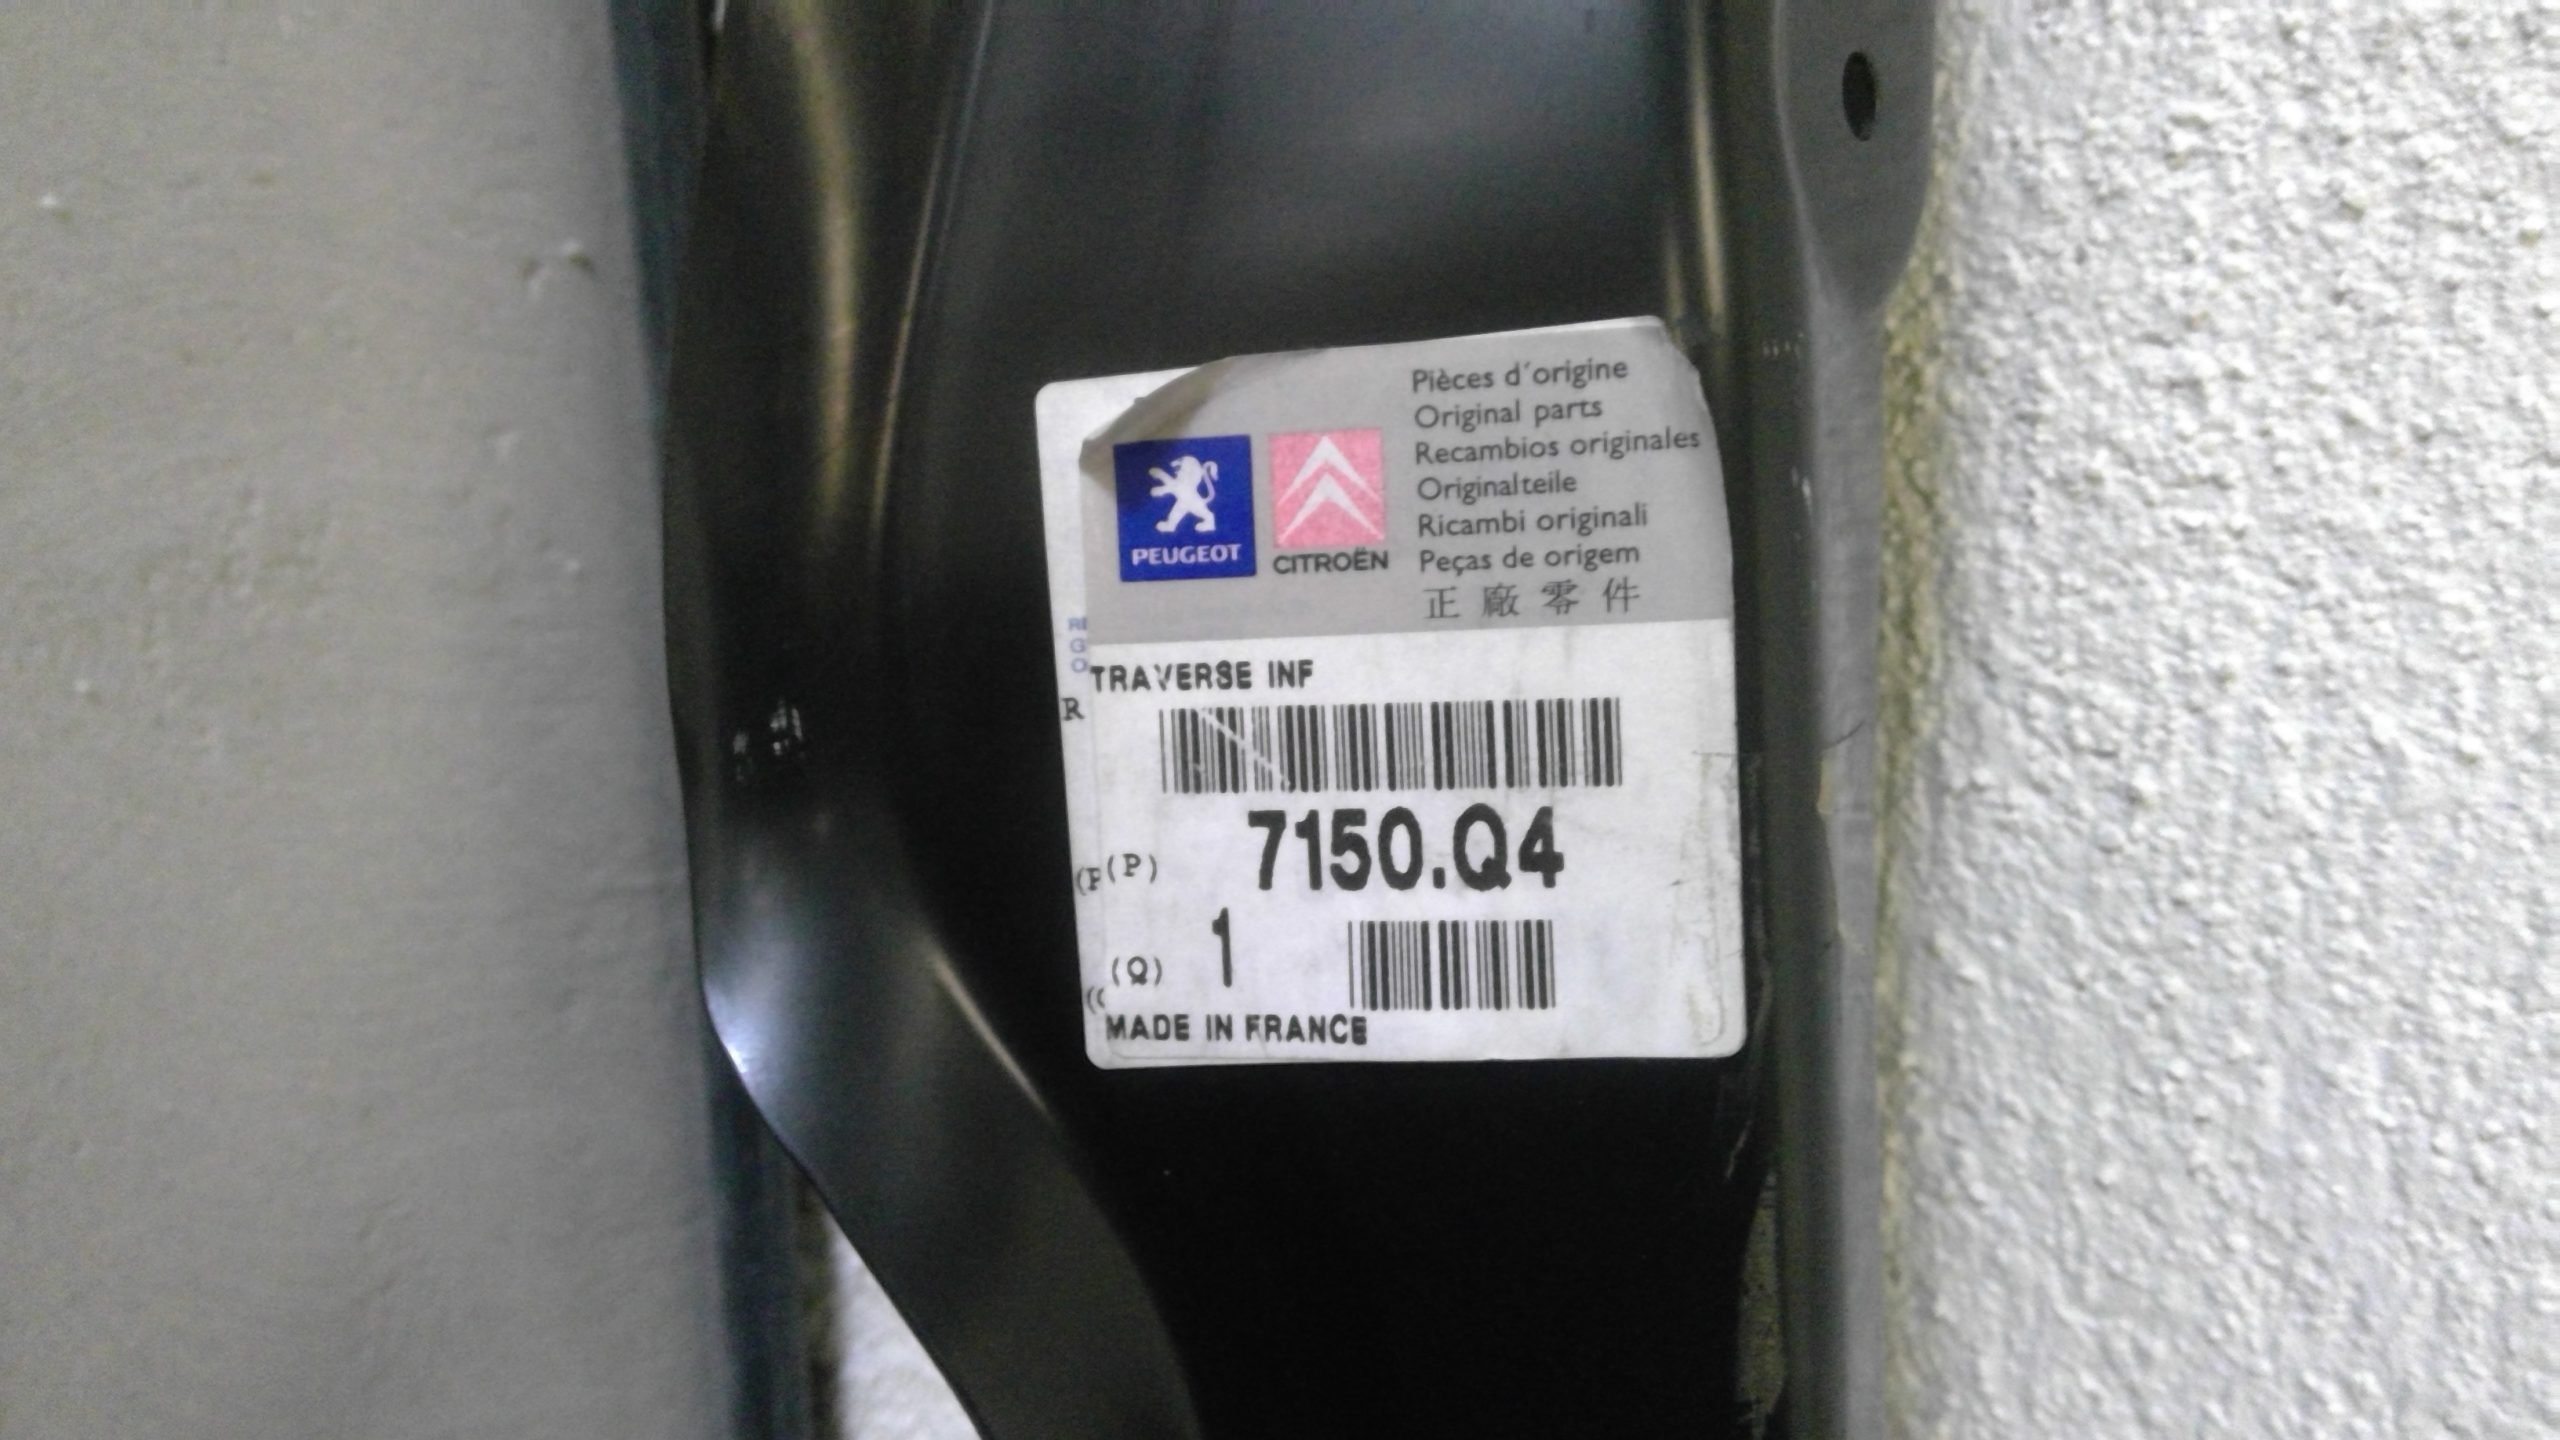 Pièces d'origine
Original parts
Recambios originales
Originalteile
Ricambi originali
Peças de origem
正廠零件
PEUGEOT
CITROËN
TRAVERSE INF
R
(P) 7150.Q4
(Q) 1
MADE IN FRANCE